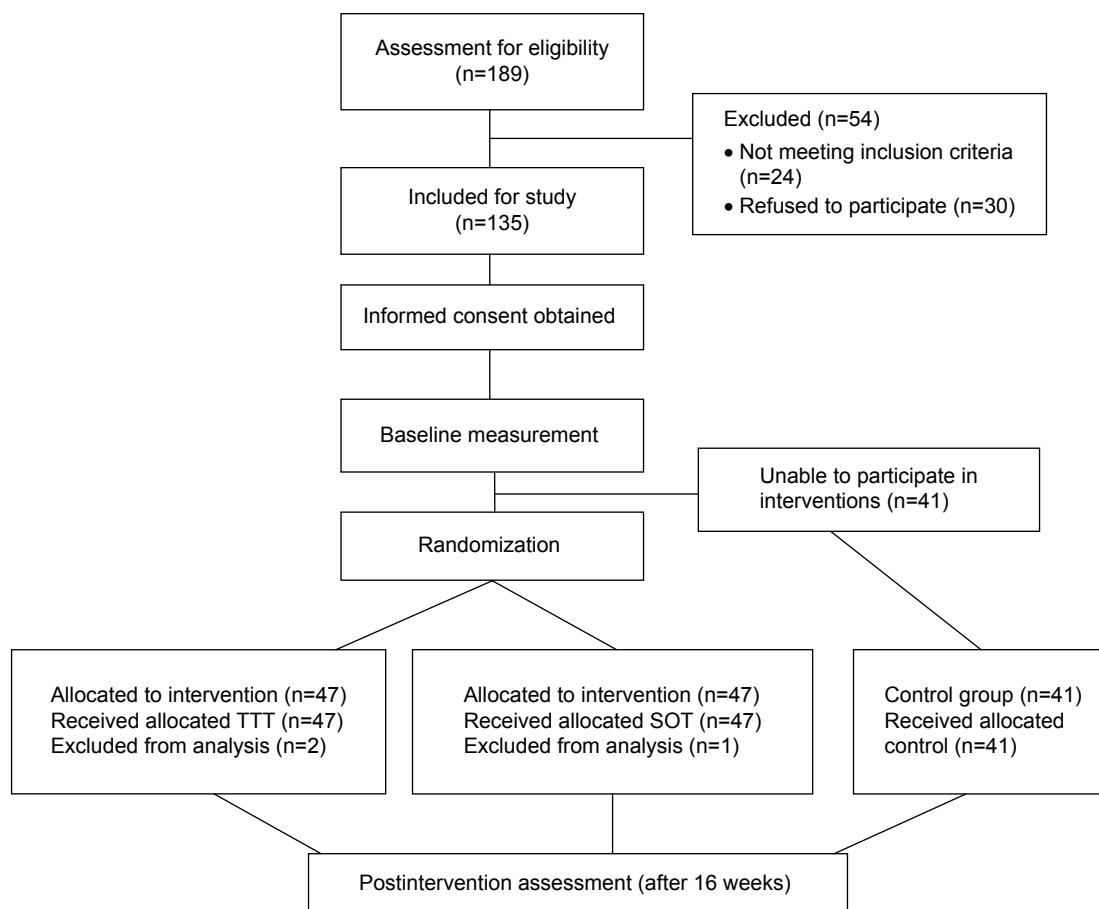 Assessment for eligibility
(n=189)
Excluded (n=54)
• Not meeting inclusion criteria
(n=24)
• Refused to participate (n=30)
Included for study
(n=135)
Informed consent obtained
Baseline measurement
Unable to participate in
interventions (n=41)
Randomization
Allocated to intervention (n=47)
Received allocated TTT (n=47)
Excluded from analysis (n=2)
Allocated to intervention (n=47)
Received allocated SOT (n=47)
Excluded from analysis (n=1)
Control group (n=41)
Received allocated
control (n=41)
Postintervention assessment (after 16 weeks)